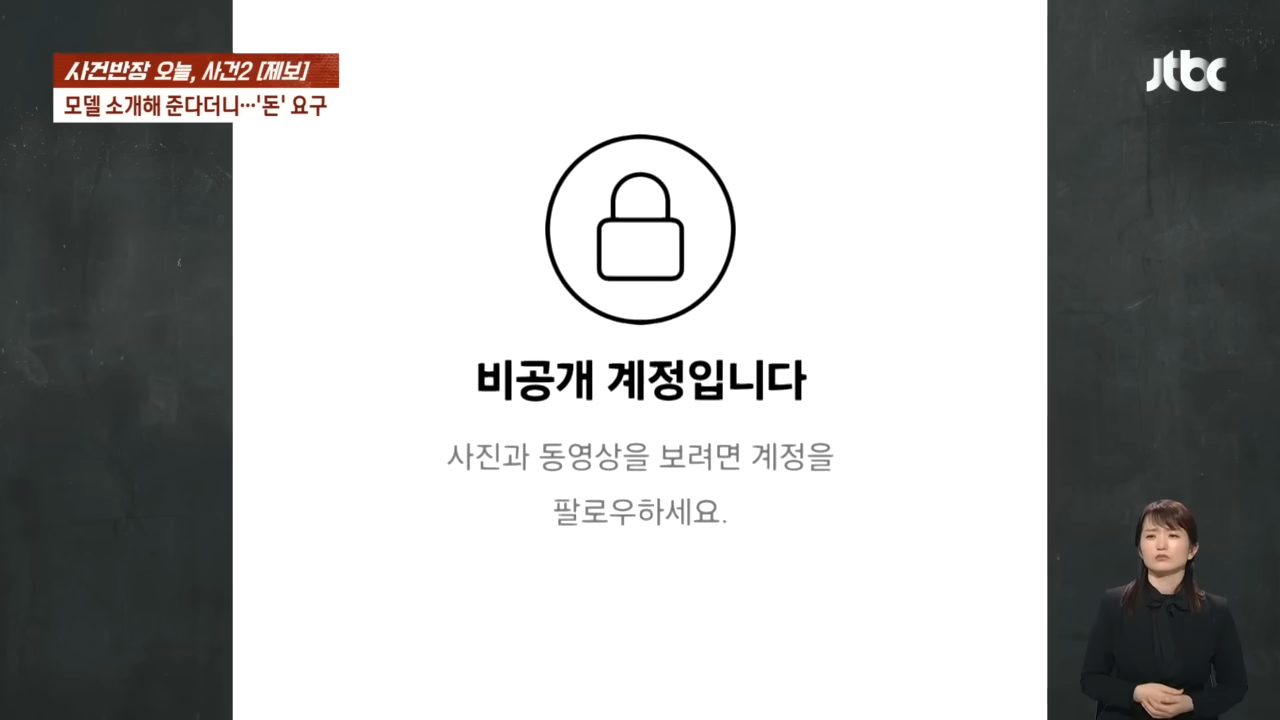 사건반장 오늘, 사건2 [제보]
모델 소개해 준다더니…'돈' 요구
jtbc
비공개 계정입니다
사진과 동영상을 보려면 계정을
팔로우하세요.